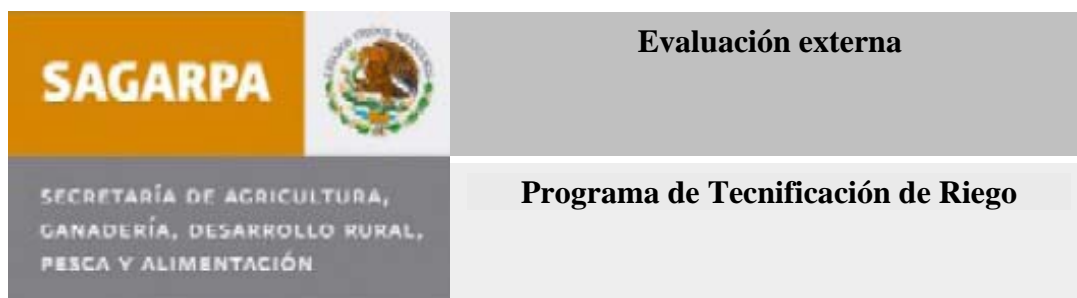 SAGARPA
SECRETARÍA DE AGRICULTURA,
GANADERÍA, DESARROLLO RURAL,
PESCA Y ALIMENTACIÓN
Evaluación externa
Programa de Tecnificación de Riego